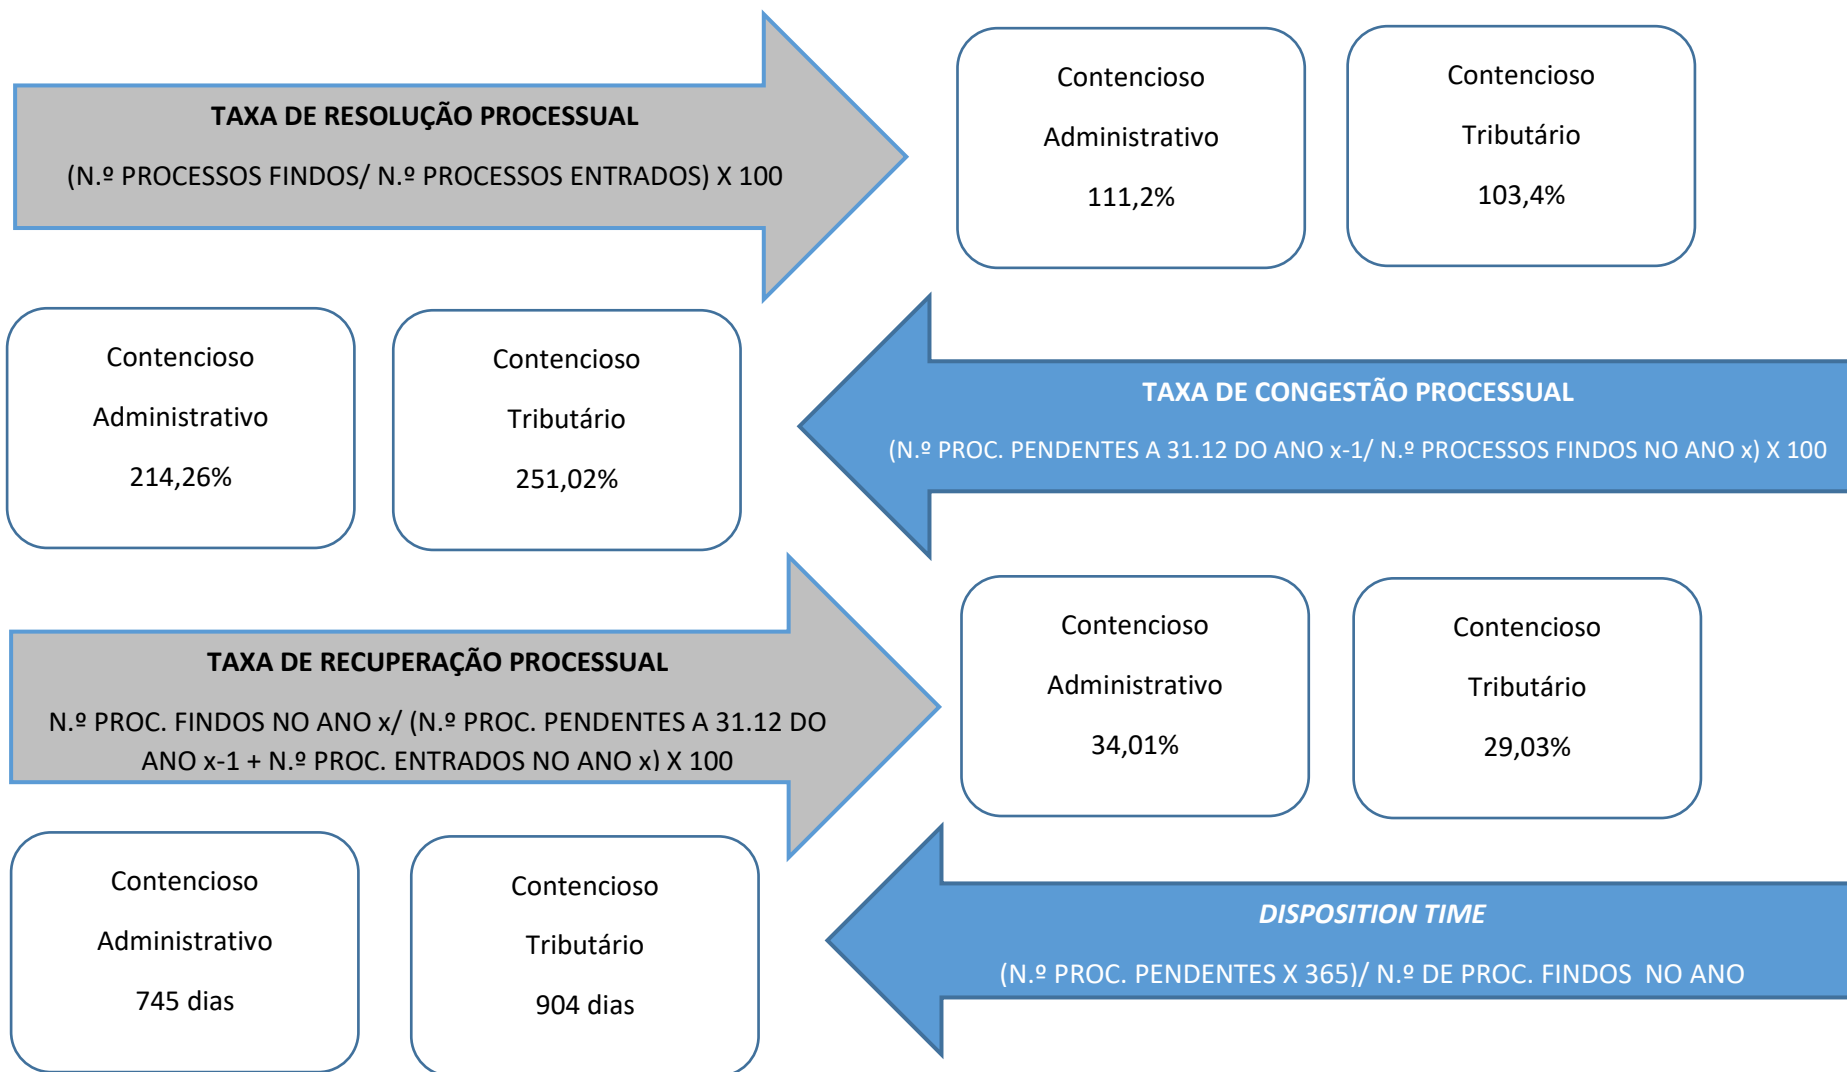 TAXA DE RESOLUÇÃO PROCESSUAL
(N.º PROCESSOS FINDOS/ N.º PROCESSOS ENTRADOS) X 100
Contencioso
Administrativo
111,2%
Contencioso
Tributário
103,4%
Contencioso
Administrativo
214,26%
Contencioso
Tributário
251,02%
TAXA DE CONGESTÃO PROCESSUAL
(N.º PROC. PENDENTES A 31.12 DO ANO x-1/ N.º PROCESSOS FINDOS NO ANO x) X 100
TAXA DE RECUPERAÇÃO PROCESSUAL
N.º PROC. FINDOS NO ANO x/ (N.º PROC. PENDENTES A 31.12 DO
ANO x-1 + N.º PROC. ENTRADOS NO ANO x) X 100
Contencioso
Administrativo
34,01%
Contencioso
Tributário
29,03%
Contencioso
Administrativo
745 dias
Contencioso
Tributário
904 dias
DISPOSITION TIME
(N.º PROC. PENDENTES X 365)/ N.º DE PROC. FINDOS  NO ANO